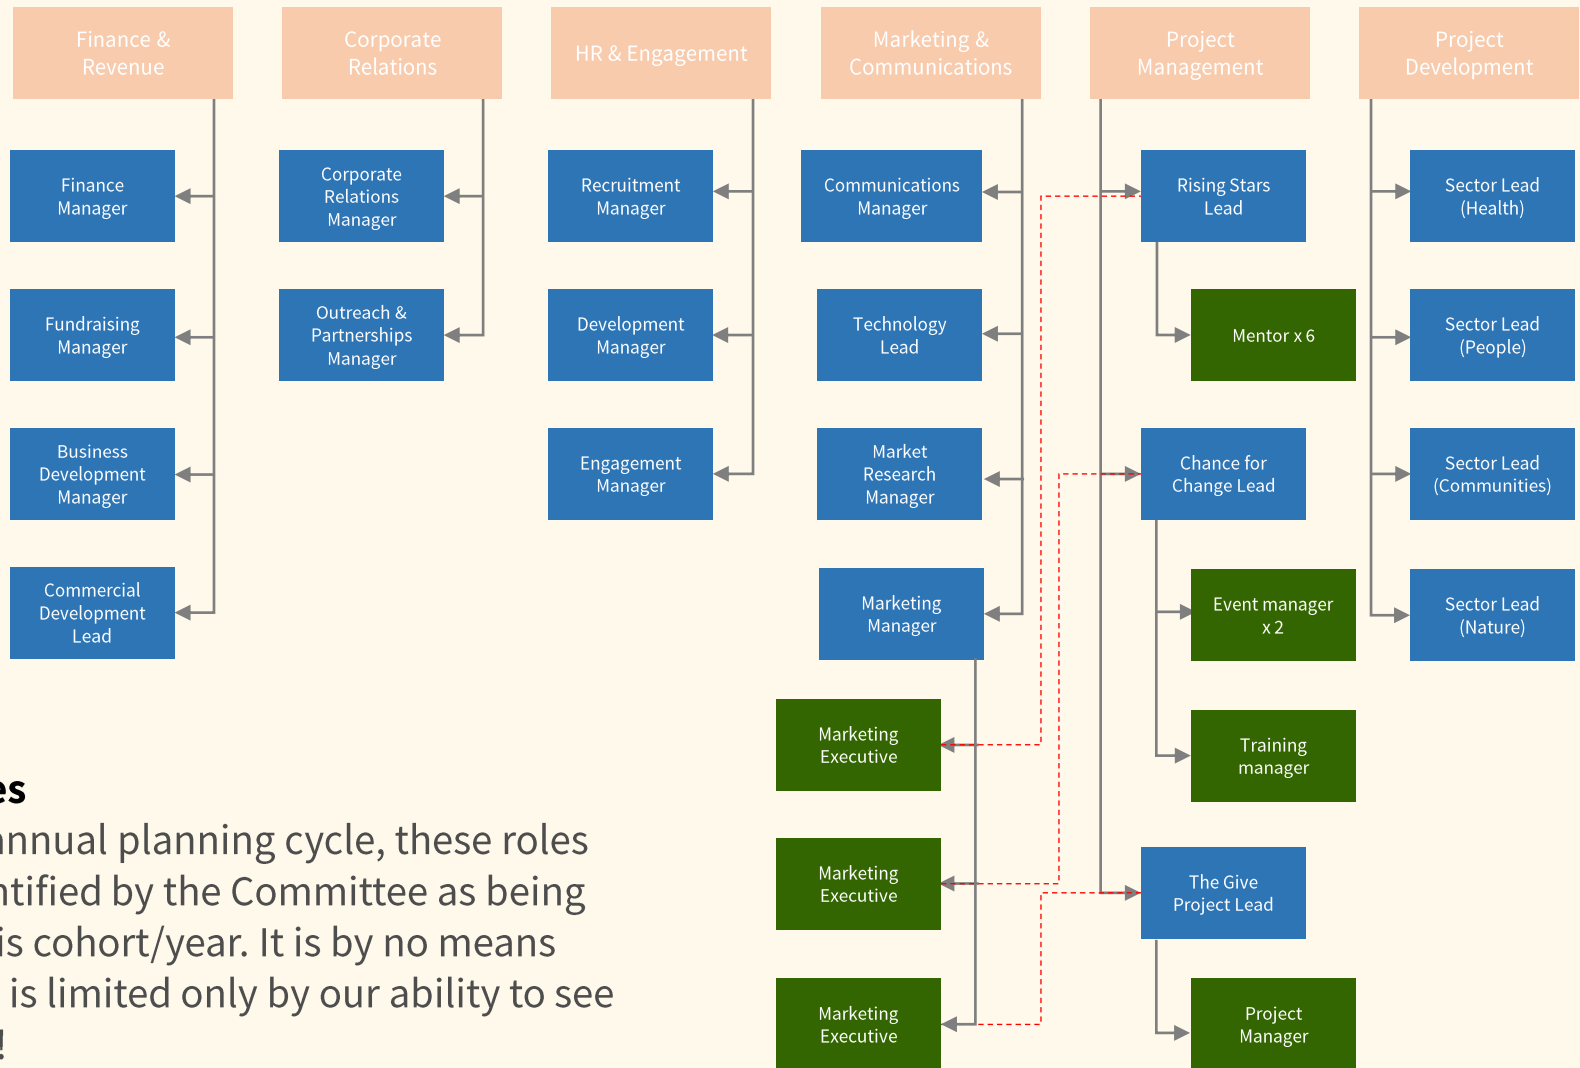 Finance &
Revenue
Corporate
Relations
HR & Engagement
Marketing &
Communications
Project
Management
Project
Development
Finance
Manager
Corporate
Relations
Manager
Recruitment
Manager
Communications
Manager
Rising Stars
Lead
Sector Lead
(Health)
Fundraising
Manager
Outreach &
Partnerships
Manager
Development
Manager
Technology
Lead
Mentor x 6
Sector Lead
(People)
Business
Development
Manager
Engagement
Manager
Market
Research
Manager
Chance for
Change Lead
Sector Lead
(Communities)
Commercial
Development
Lead
Marketing
Manager
Event manager
x 2
Sector Lead
(Nature)
Marketing
Executive
Training
manager
Marketing
Executive
The Give
Project Lead
Marketing
Executive
Project
Manager
es
annual planning cycle, these roles
ntified by the Committee as being
is cohort/year. It is by no means
is limited only by our ability to see
!